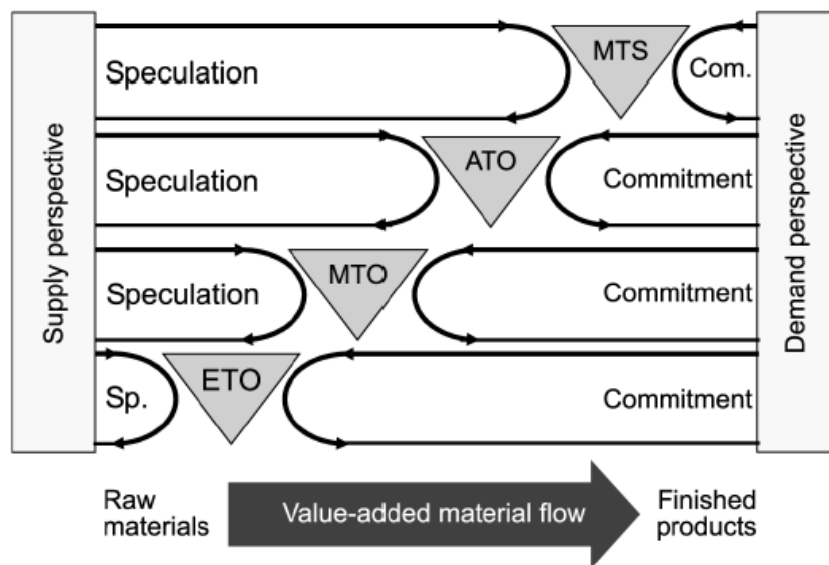 Supply perspective
Speculation
MTS
Com.
Speculation
ATO
Commitment
Speculation
MTO
Commitment
Sp.
ETO
Commitment
Demand perspective
Raw
materials
Value-added material flow
Finished
products